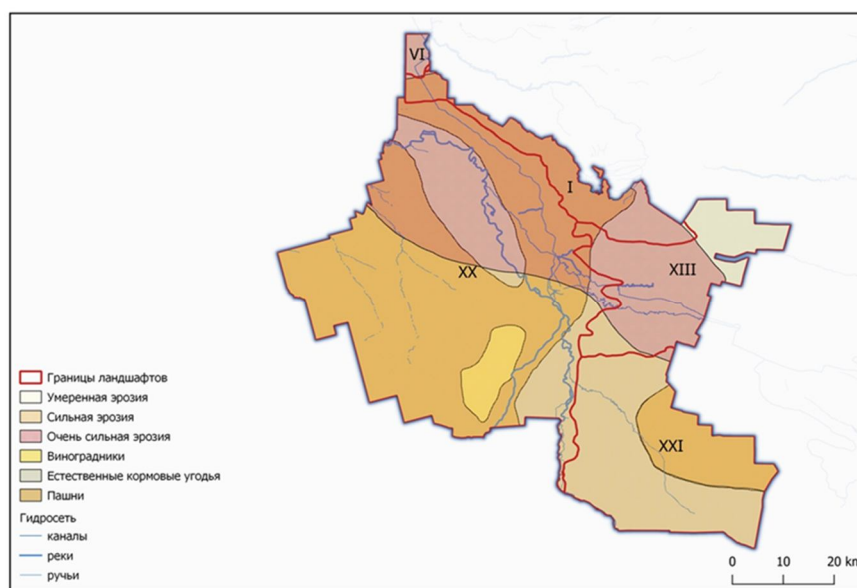 VI
I
XX
XIII
XXI
Границы ландшафтов
Умеренная эрозия
Сильная эрозия
Очень сильная эрозия
Виноградники
Естественные кормовые угодья
Пашни
Гидросеть
каналы
реки
ручьи
0 10 20 km